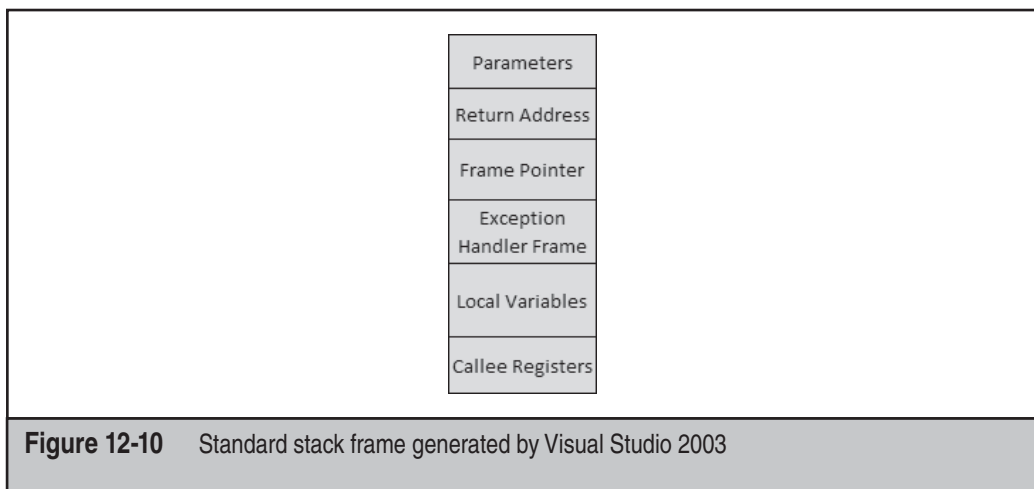 Parameters
Return Address
Frame Pointer
Exception
Handler Frame
Local Variables
Callee Registers
Figure 12-10 Standard stack frame generated by Visual Studio 2003